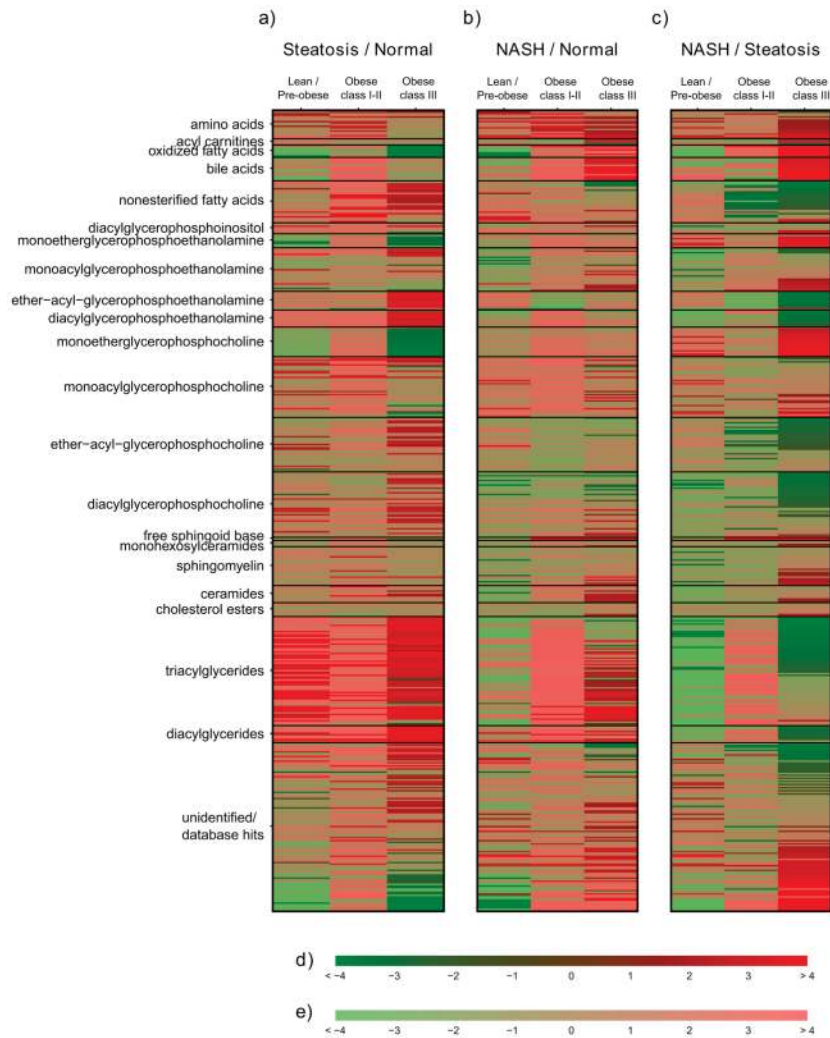 a)
b)
c)
Steatosis / Normal
NASH / Normal
NASH / Steatosis
Lean / Pre-obese
Obese class I-II
Obese class III
Lean / Pre-obese
Obese class I-II
Obese class III
Lean / Pre-obese
Obese class I-II
Obese class III
amino acids
acyl carnitines
oxidized fatty acids
bile acids
nonesterified fatty acids
diacylglycerophosphoinositol
monoetherglycerophosphoethanolamine
monoacylglycerophosphoethanolamine
ether−acyl−glycerophosphoethanolamine
diacylglycerophosphoethanolamine
monoetherglycerophosphocholine
monoacylglycerophosphocholine
ether−acyl−glycerophosphocholine
diacylglycerophosphocholine
free sphingoid base
monohexosylceramides
sphingomyelin
ceramides
cholesterol esters
triacylglycerides
diacylglycerides
unidentified/
database hits
d)
< −4 −3 −2 −1 0 1 2 3 > 4
e)
< −4 −3 −2 −1 0 1 2 3 > 4